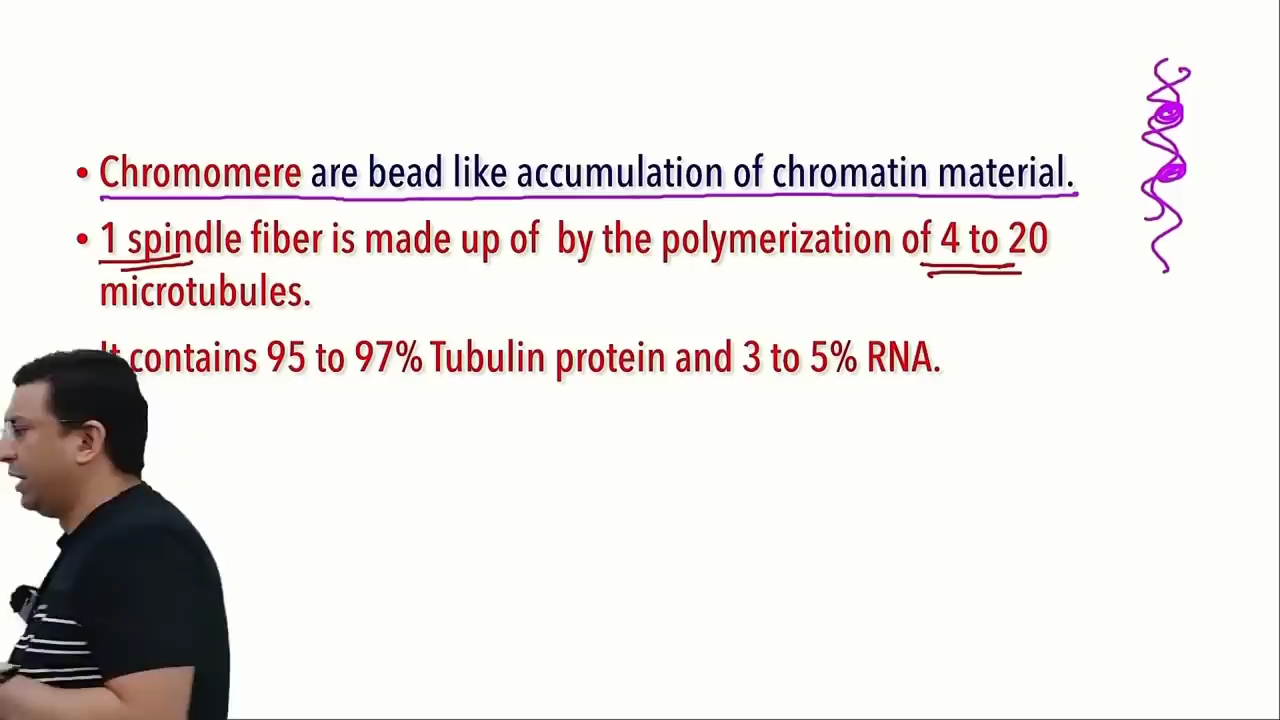 • Chromomere are bead like accumulation of chromatin material.
• 1 spindle fiber is made up of by the polymerization of 4 to 20
microtubules.
It contains 95 to 97% Tubulin protein and 3 to 5% RNA.